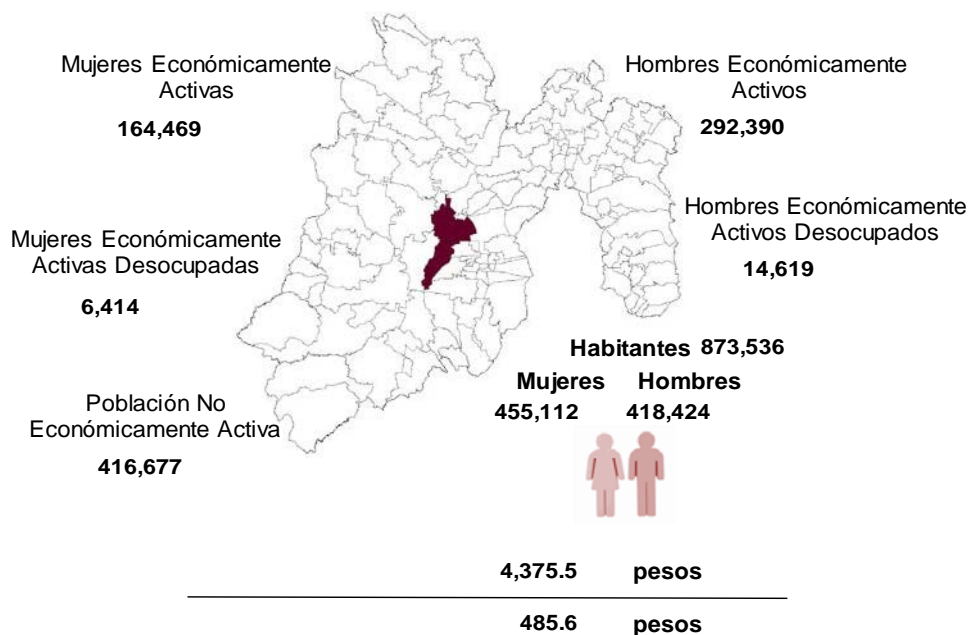 Mujeres Económicamente
Activas
164,469
Hombres Económicamente
Activos
292,390
Mujeres Económicamente
Activas Desocupadas
6,414
Hombres Económicamente
Activos Desocupados
14,619
Habitantes 873,536
Mujeres Hombres
455,112 418,424
Población No
Económicamente Activa
416,677
4,375.5 pesos
485.6 pesos